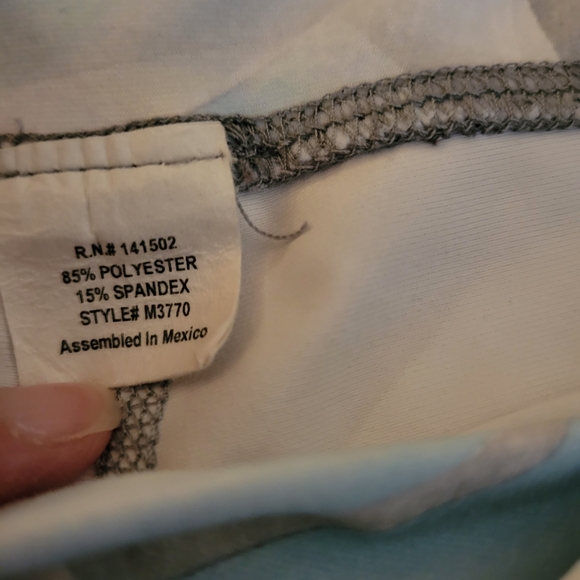 R.N.# 141502
85% POLYESTER
15% SPANDEX
STYLE# M3770
Assembled In Mexico